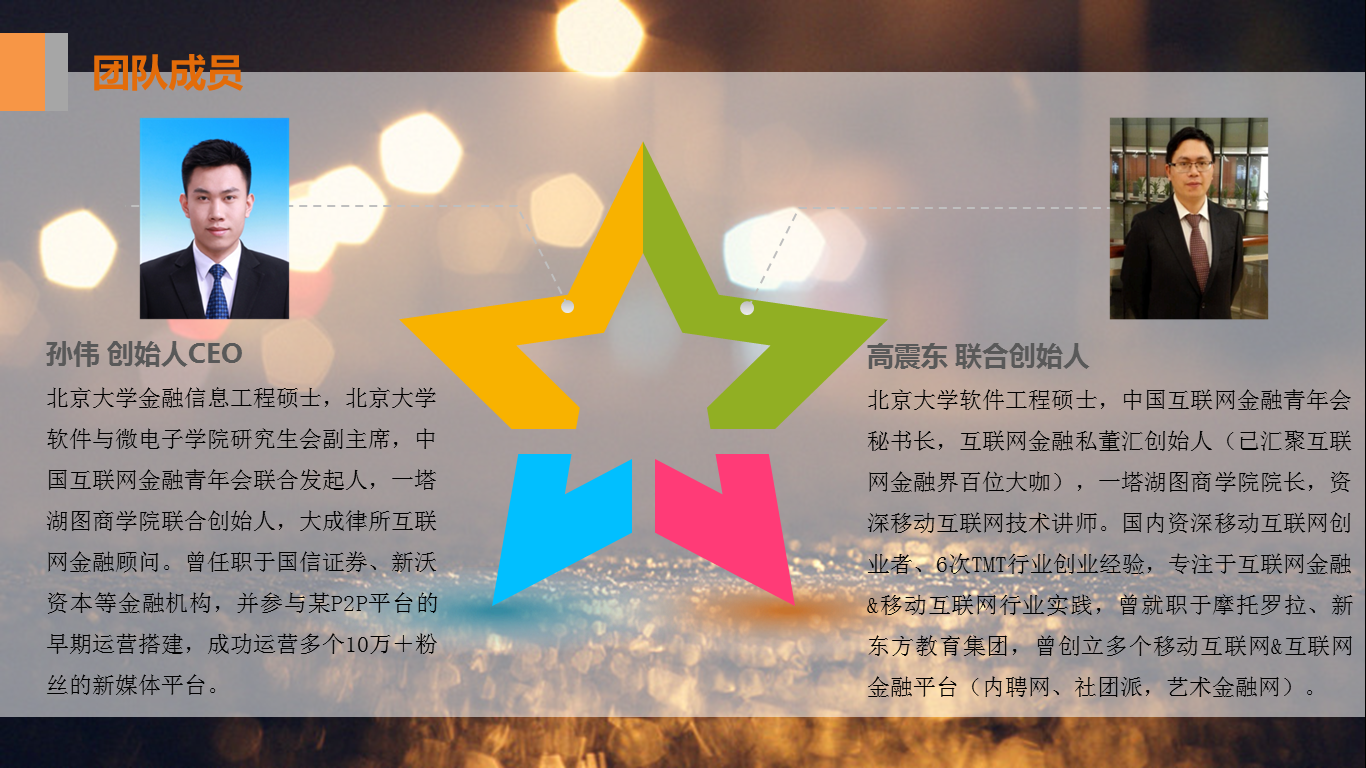 团队成员
孙伟 创始人CEO
北京大学金融信息工程硕士，北京大学
软件与微电子学院研究生会副主席，中
国互联网金融青年会联合发起人，一塔
湖图商学院联合创始人，大成律所互联
网金融顾问。曾任职于国信证券、新沃
资本等金融机构，并参与某P2P平台的
早期运营搭建，成功运营多个10万＋粉
丝的新媒体平台。
高震东 联合创始人
北京大学软件工程硕士，中国互联网金融青年会
秘书长，互联网金融私董汇创始人（已汇聚互联
网金融界百位大咖），一塔湖图商学院院长，资
深移动互联网技术讲师。国内资深移动互联网创
业者、6次TMT行业创业经验，专注于互联网金融
&移动互联网行业实践，曾就职于摩托罗拉、新
东方教育集团，曾创立多个移动互联网&互联网
金融平台（内聘网、社团派，艺术金融网）。